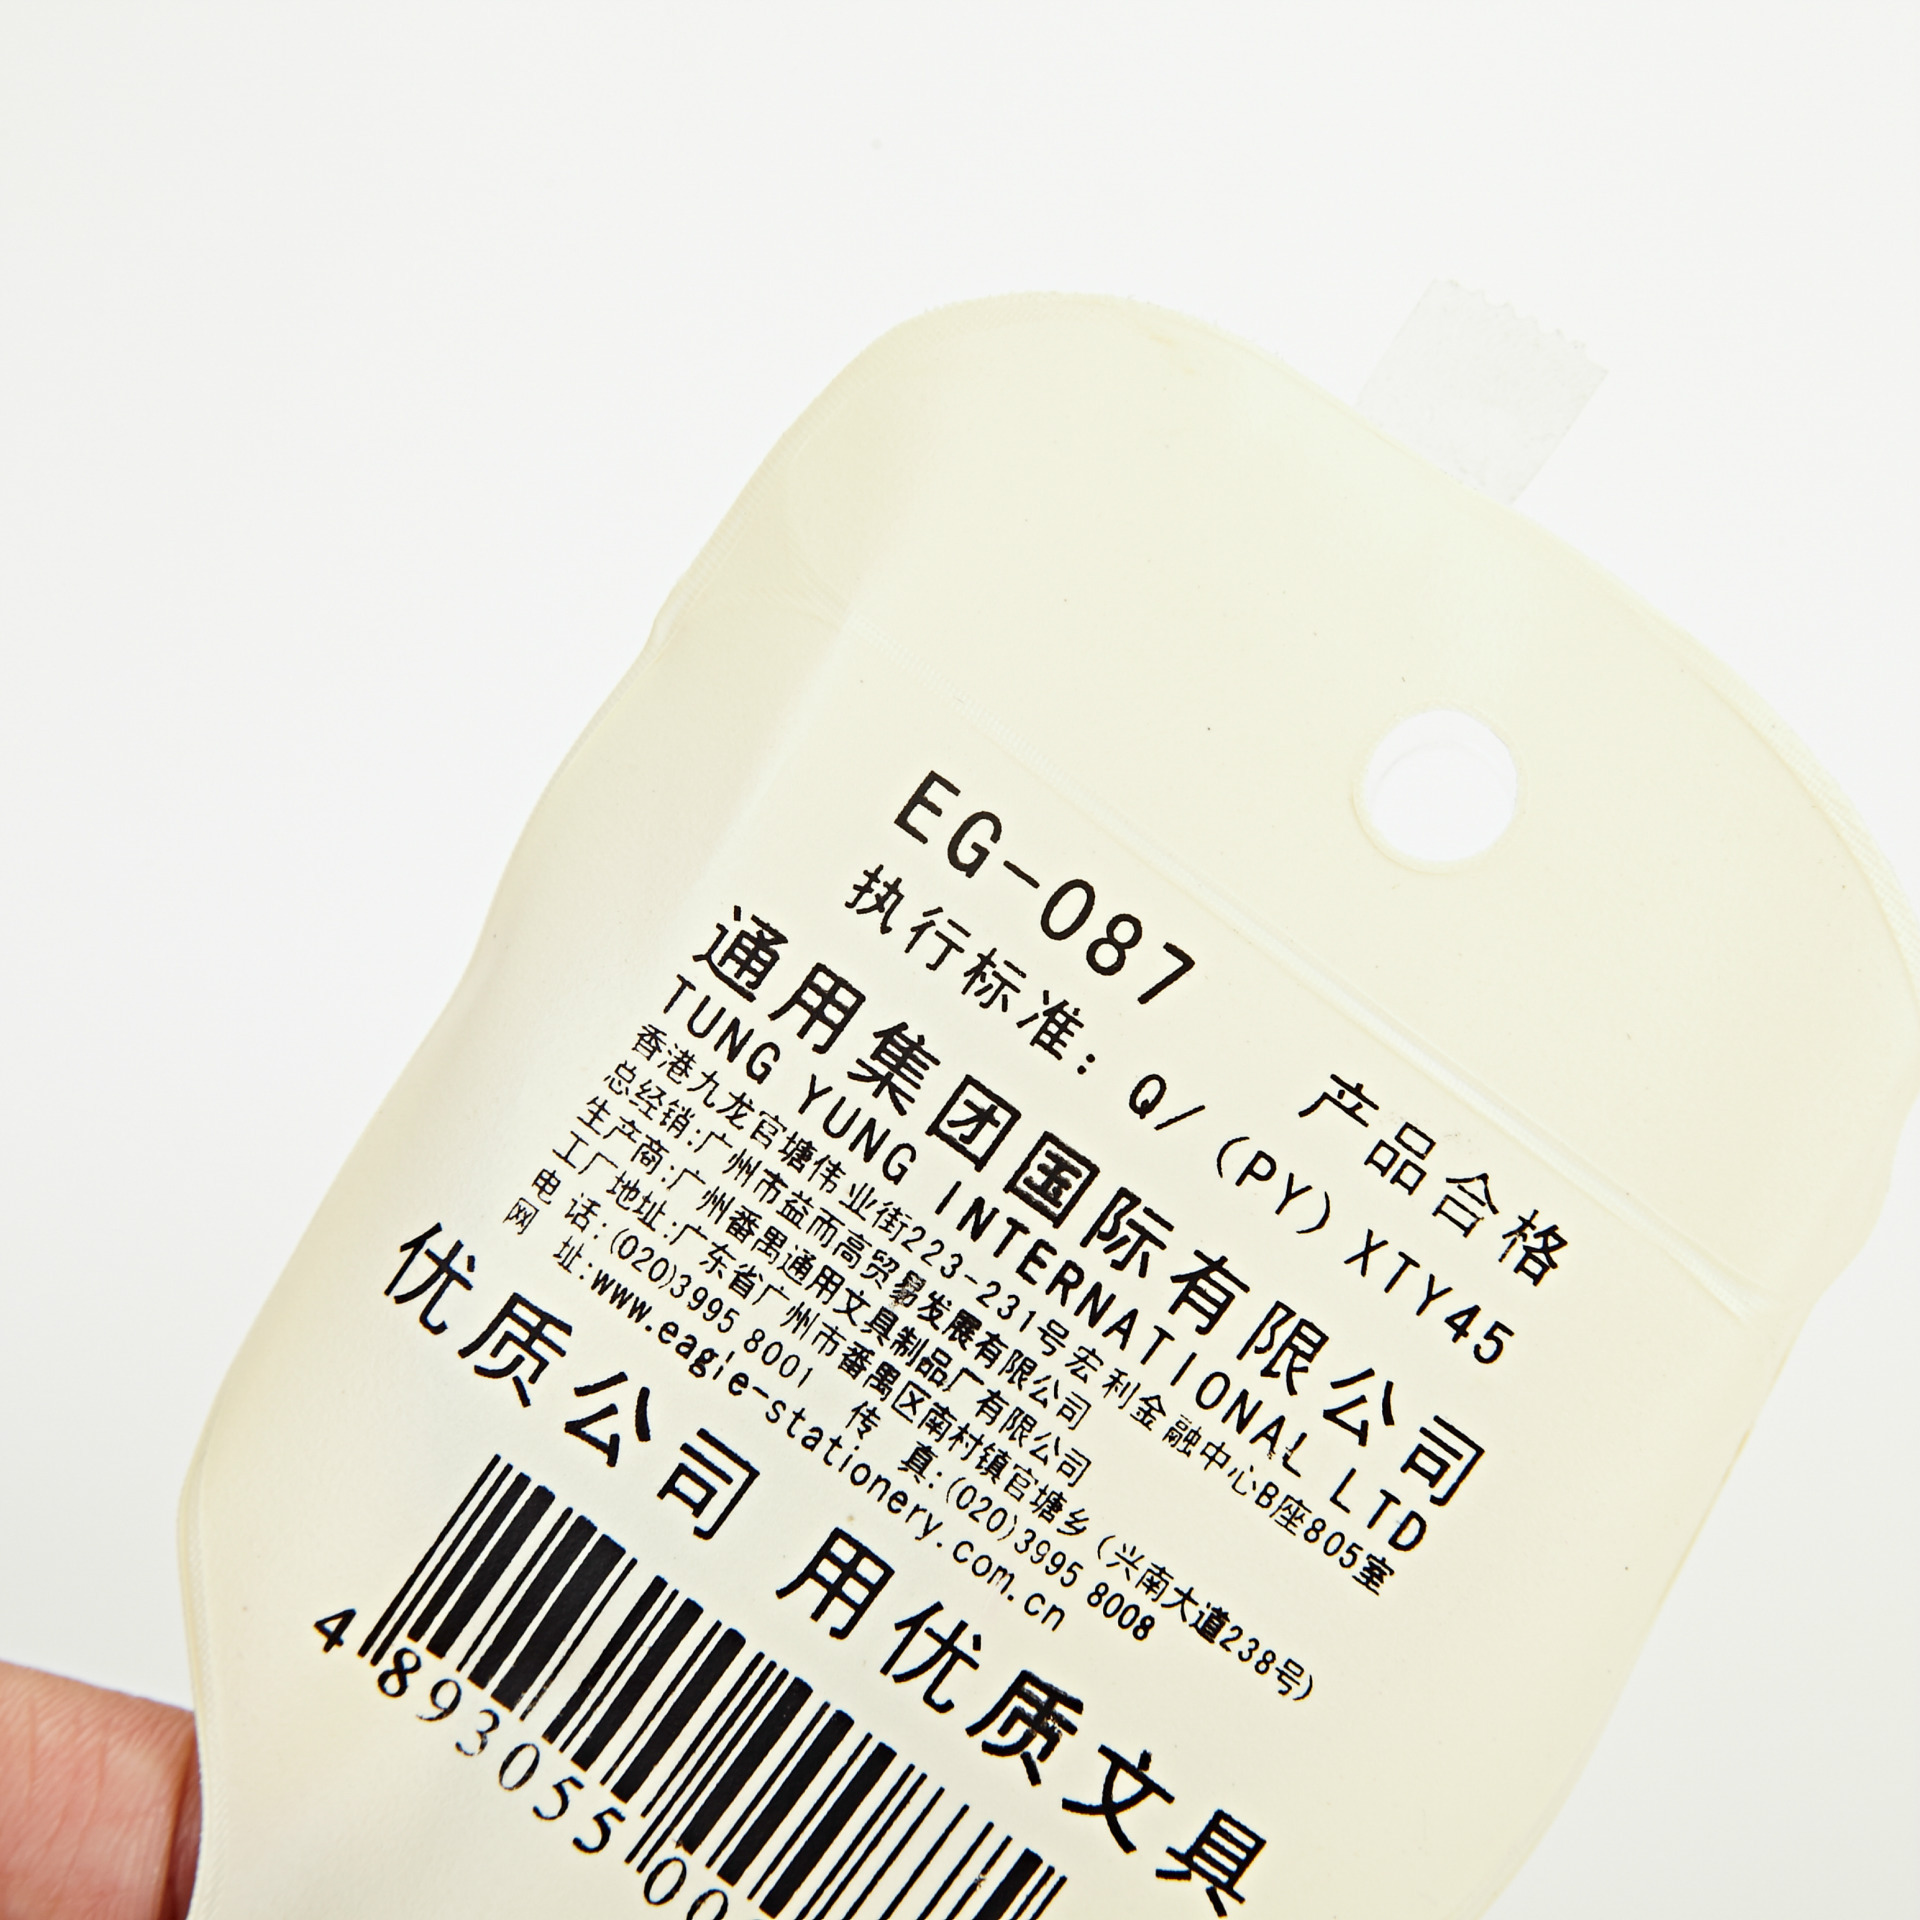 EG-087
产品合格
执行标准：Q/（PY）XTY45
通用集团国际有限公司
TUNG YUNG INTERNATIONAL LTD
香港九龙官塘伟业街223-231号宏利金融中心B座805室
总经销:广州市益而高贸易发展有限公司
生产商:广州番禺通用文具制品厂有限公司
工厂地址:广东省广州市番禺区南村镇官塘乡（兴南大道238号）
电 话:(020)3995 8001 传 真:(020)3995 8008
网 址:www.eagle-stationery.com.cn
优质公司 用优质文具
4 893055 00